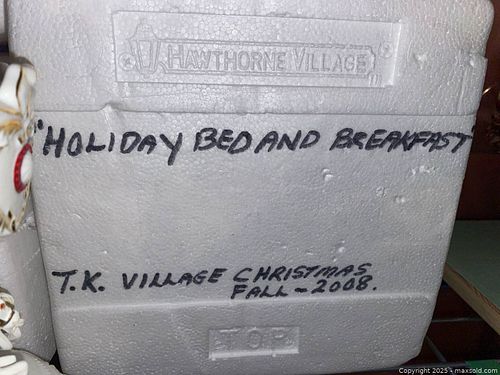 HAWTHORNE VILLAGE
"HOLIDAY BED AND BREAKFAST
T.K. VILLAGE CHRISTMAS
FALL - 2008.
TOP
Copyright 2025 - maxsold.com